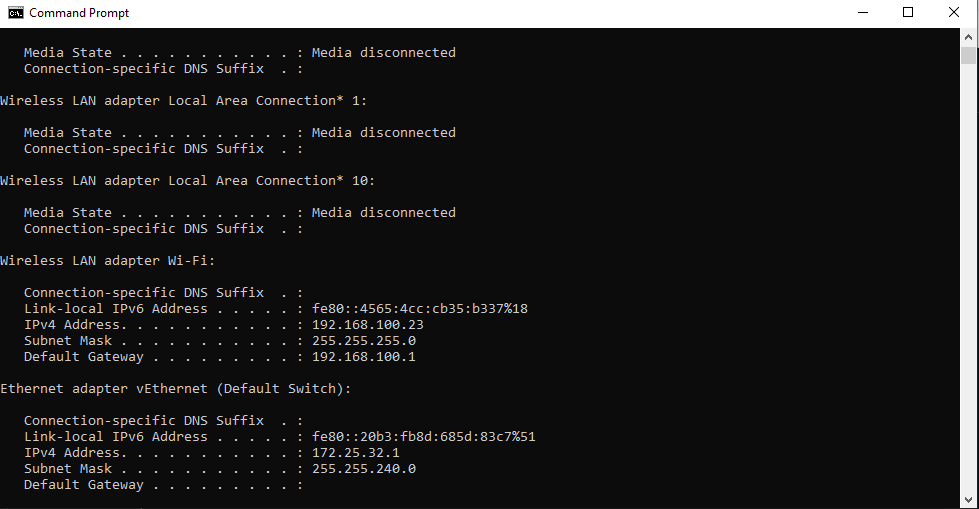 Command Prompt
Media State . . . . . . . . . . . : Media disconnected
Connection-specific DNS Suffix  . :
Wireless LAN adapter Local Area Connection* 1:
Media State . . . . . . . . . . . : Media disconnected
Connection-specific DNS Suffix  . :
Wireless LAN adapter Local Area Connection* 10:
Media State . . . . . . . . . . . : Media disconnected
Connection-specific DNS Suffix  . :
Wireless LAN adapter Wi-Fi:
Connection-specific DNS Suffix  . :
Link-local IPv6 Address . . . . . : fe80::4565:4cc:cb35:b337%18
IPv4 Address. . . . . . . . . . . : 192.168.100.23
Subnet Mask . . . . . . . . . . . : 255.255.255.0
Default Gateway . . . . . . . . . : 192.168.100.1
Ethernet adapter vEthernet (Default Switch):
Connection-specific DNS Suffix  . :
Link-local IPv6 Address . . . . . : fe80::20b3:fb8d:685d:83c7%51
IPv4 Address. . . . . . . . . . . : 172.25.32.1
Subnet Mask . . . . . . . . . . . : 255.255.240.0
Default Gateway . . . . . . . . . :